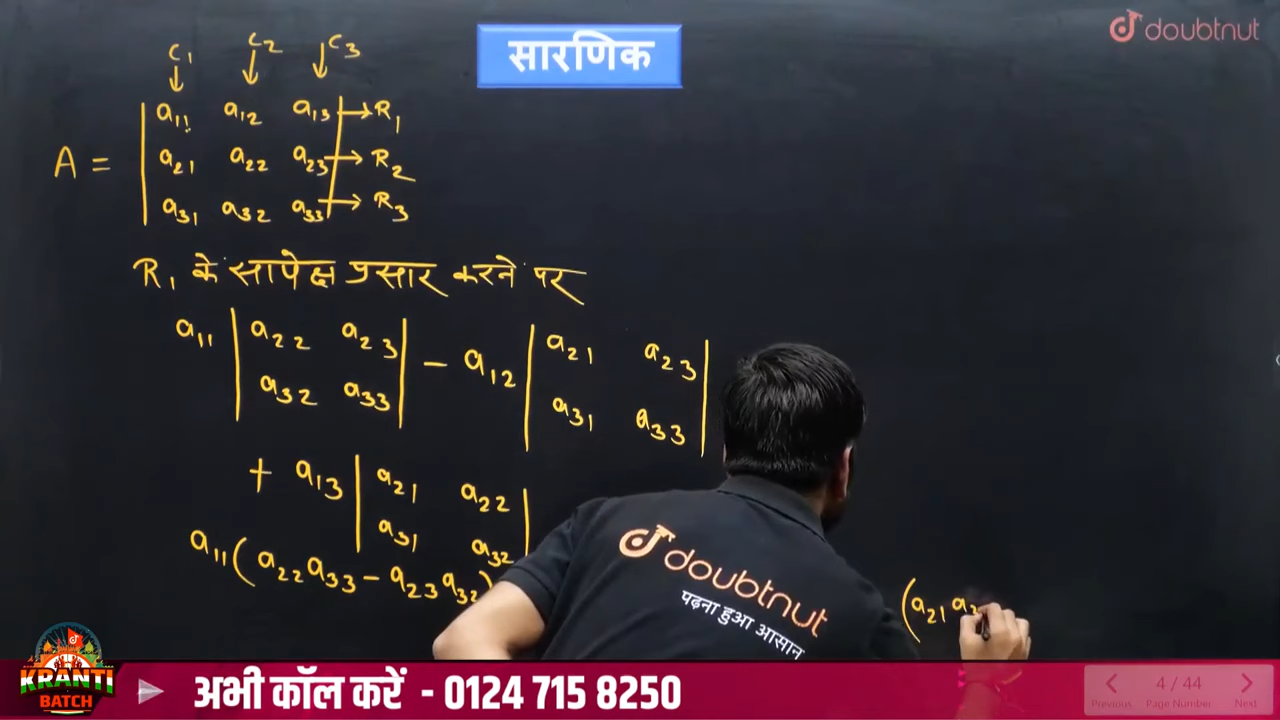 सारणिक
doubtnut
C1 C2 C3
A = | a11 a12 a13 | → R1
| a21 a22 a23 | → R2
| a31 a32 a33 | → R3
R1 के सापेक्ष प्रसार करने पर
a11 | a22 a23 | - a12 | a21 a23 |
| a32 a33 | | a31 a33 |
+ a13 | a21 a22 |
| a31 a32 |
a11(a22a33 - a23a32) (a21 a
doubtnut
पढ़ना हुआ आसान
KRANTI
BATCH
अभी कॉल करें - 0124 715 8250
4 / 44
Previous Page Number Next